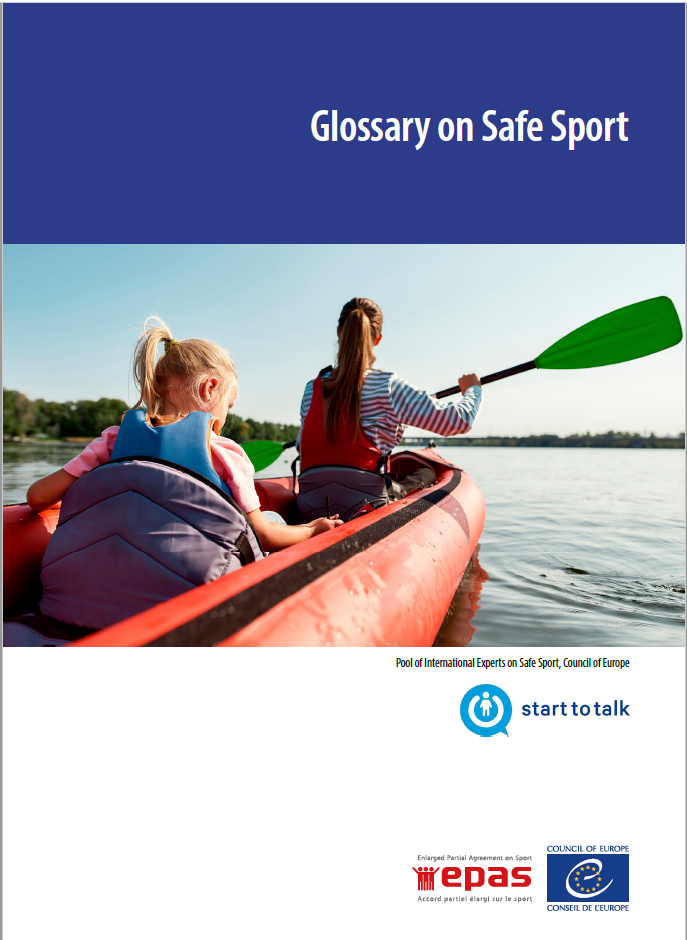 Glossary on Safe Sport
Pool of International Experts on Safe Sport, Council of Europe
start to talk
Enlarged Partial Agreement on Sport
epas
Accord partiel élargi sur le sport
COUNCIL OF EUROPE
CONSEIL DE L'EUROPE